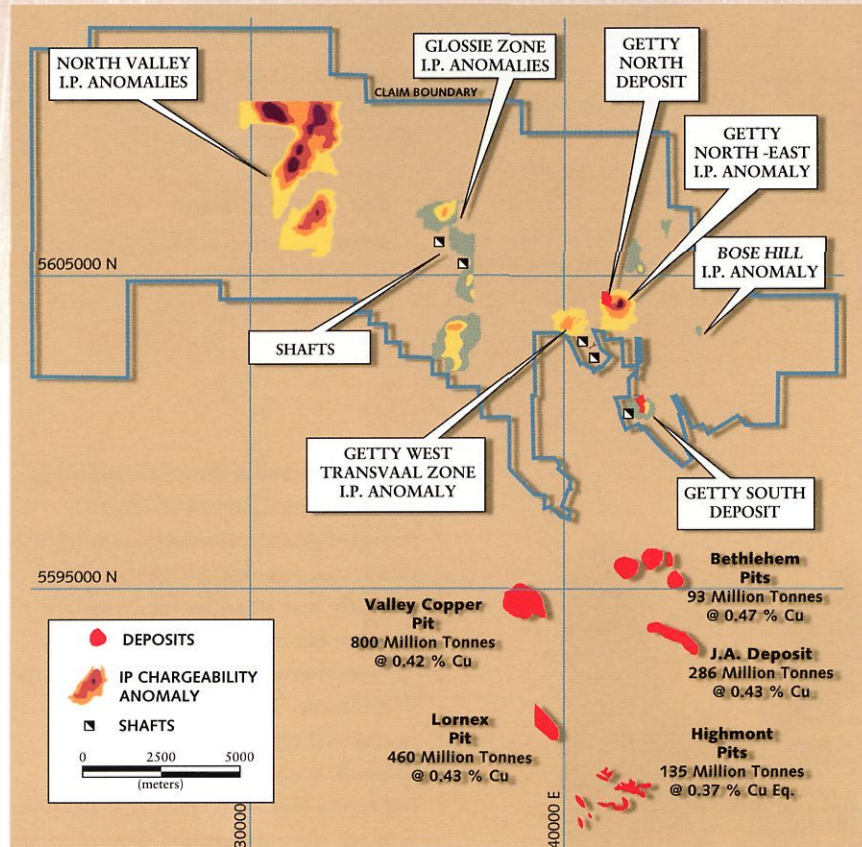 NORTH VALLEY
I.P. ANOMALIES
GLOSSIE ZONE
I.P. ANOMALIES
GETTY
NORTH
DEPOSIT
CLAIM BOUNDARY
GETTY
NORTH -EAST
I.P. ANOMALY
BOSE HILL
I.P. ANOMALY
5605000 N
SHAFTS
GETTY WEST
TRANSVAAL ZONE
I.P. ANOMALY
GETTY SOUTH
DEPOSIT
5595000 N
Bethlehem
Pits
93 Million Tonnes
@ 0.47 % Cu
Valley Copper
Pit
800 Million Tonnes
@ 0.42 % Cu
J.A. Deposit
286 Million Tonnes
@ 0.43 % Cu
Lornex
Pit
460 Million Tonnes
@ 0.43 % Cu
Highmont
Pits
135 Million Tonnes
@ 0.37 % Cu Eq.
DEPOSITS
IP CHARGEABILITY
ANOMALY
SHAFTS
0 2500 5000
(meters)
30000
40000 E